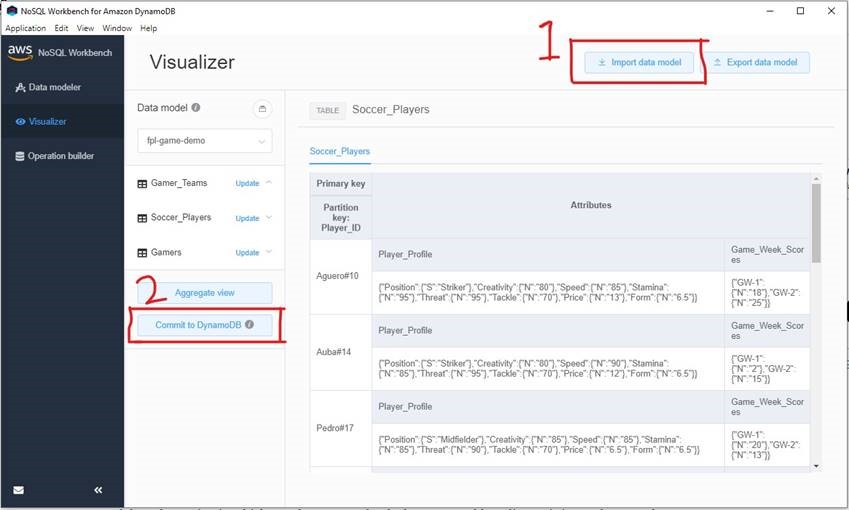 NoSQL Workbench for Amazon DynamoDB
Application Edit View Window Help
aws NoSQL Workbench
Data modeler
Visualizer
Operation builder
Visualizer
1
Import data model
Export data model
Data model
fpl-game-demo
Gamer_Teams Update
Soccer_Players Update
Gamers Update
2
Aggregate view
Commit to DynamoDB
TABLE Soccer_Players
Soccer_Players
Primary key
Partition
key:
Player_ID
Attributes
Aguero#10
Player_Profile
Game_Week_Scor
es
{"Position":{"S":"Striker"},"Creativity":{"N":"80"},"Speed":{"N":"85"},"Stamina":
{"N":"95"},"Threat":{"N":"95"},"Tackle":{"N":"70"},"Price":{"N":"13"},"Form":{"N":"6.5"}}
{"GW-1":
{"N":"18"},"GW-2":
{"N":"25"}}
Auba#14
Player_Profile
Game_Week_Scor
es
{"Position":{"S":"Striker"},"Creativity":{"N":"80"},"Speed":{"N":"90"},"Stamina":
{"N":"85"},"Threat":{"N":"95"},"Tackle":{"N":"70"},"Price":{"N":"12"},"Form":{"N":"6.5"}}
{"GW-1":
{"N":"2"},"GW-2":
{"N":"15"}}
Pedro#17
Player_Profile
Game_Week_Scor
es
{"Position":{"S":"Midfielder"},"Creativity":{"N":"85"},"Speed":{"N":"85"},"Stamina":
{"N":"85"},"Threat":{"N":"90"},"Tackle":{"N":"70"},"Price":{"N":"6.5"},"Form":{"N":"6.5"}}
{"GW-1":
{"N":"20"},"GW-2":
{"N":"13"}}